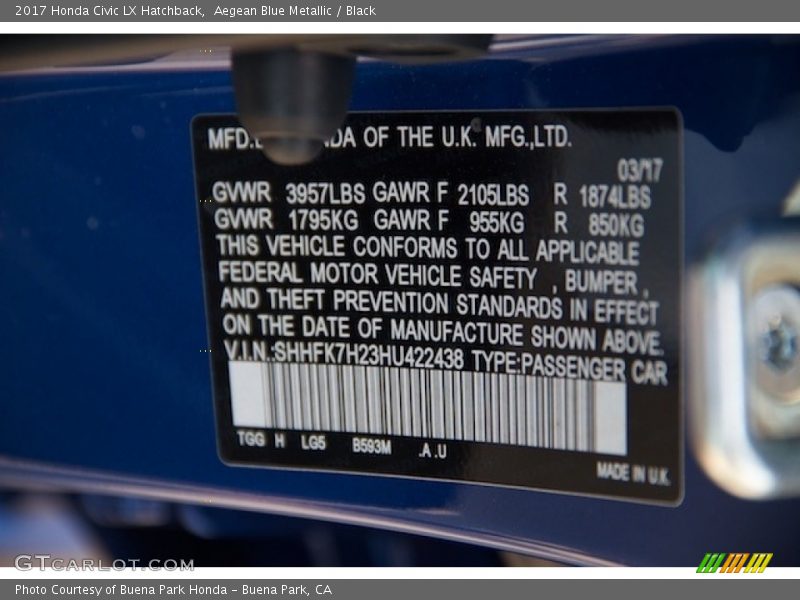 2017 Honda Civic LX Hatchback, Aegean Blue Metallic / Black
MFD. OF THE U.K. MFG.,LTD.
03/17
GVWR 3957LBS GAWR F 2105LBS R 1874LBS
GVWR 1795KG GAWR F 955KG R 850KG
THIS VEHICLE CONFORMS TO ALL APPLICABLE
FEDERAL MOTOR VEHICLE SAFETY , BUMPER ,
AND THEFT PREVENTION STANDARDS IN EFFECT
ON THE DATE OF MANUFACTURE SHOWN ABOVE.
V.I.N.:SHHFK7H23HU422438 TYPE:PASSENGER CAR
TGG H LG5 B593M .A .U
MADE IN U.K.
GTCARLOT.COM
Photo Courtesy of Buena Park Honda – Buena Park, CA